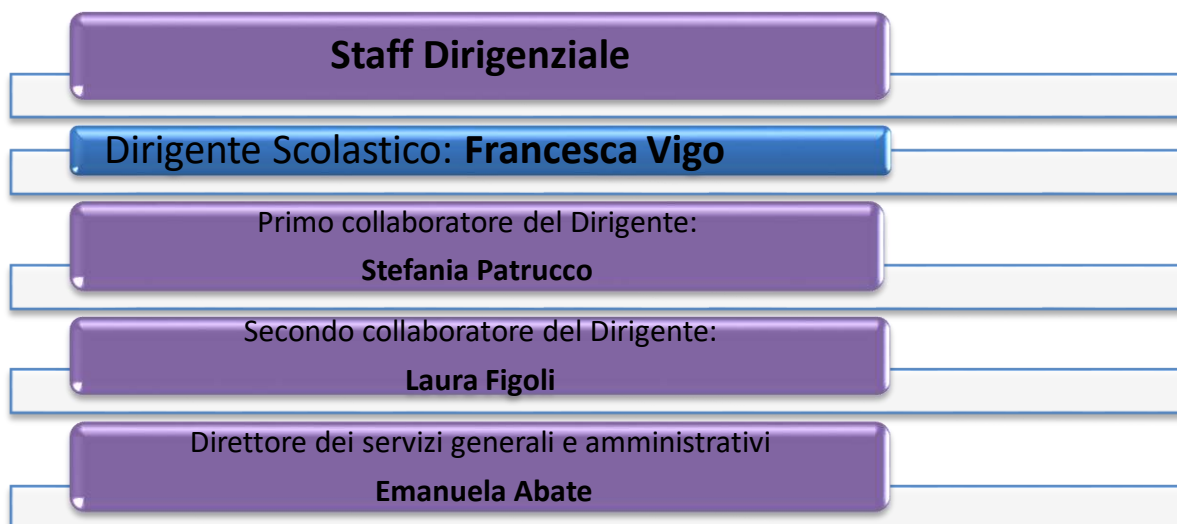 Staff Dirigenziale
Dirigente Scolastico: Francesca Vigo
Primo collaboratore del Dirigente:
Stefania Patrucco
Secondo collaboratore del Dirigente:
Laura Figoli
Direttore dei servizi generali e amministrativi
Emanuela Abate